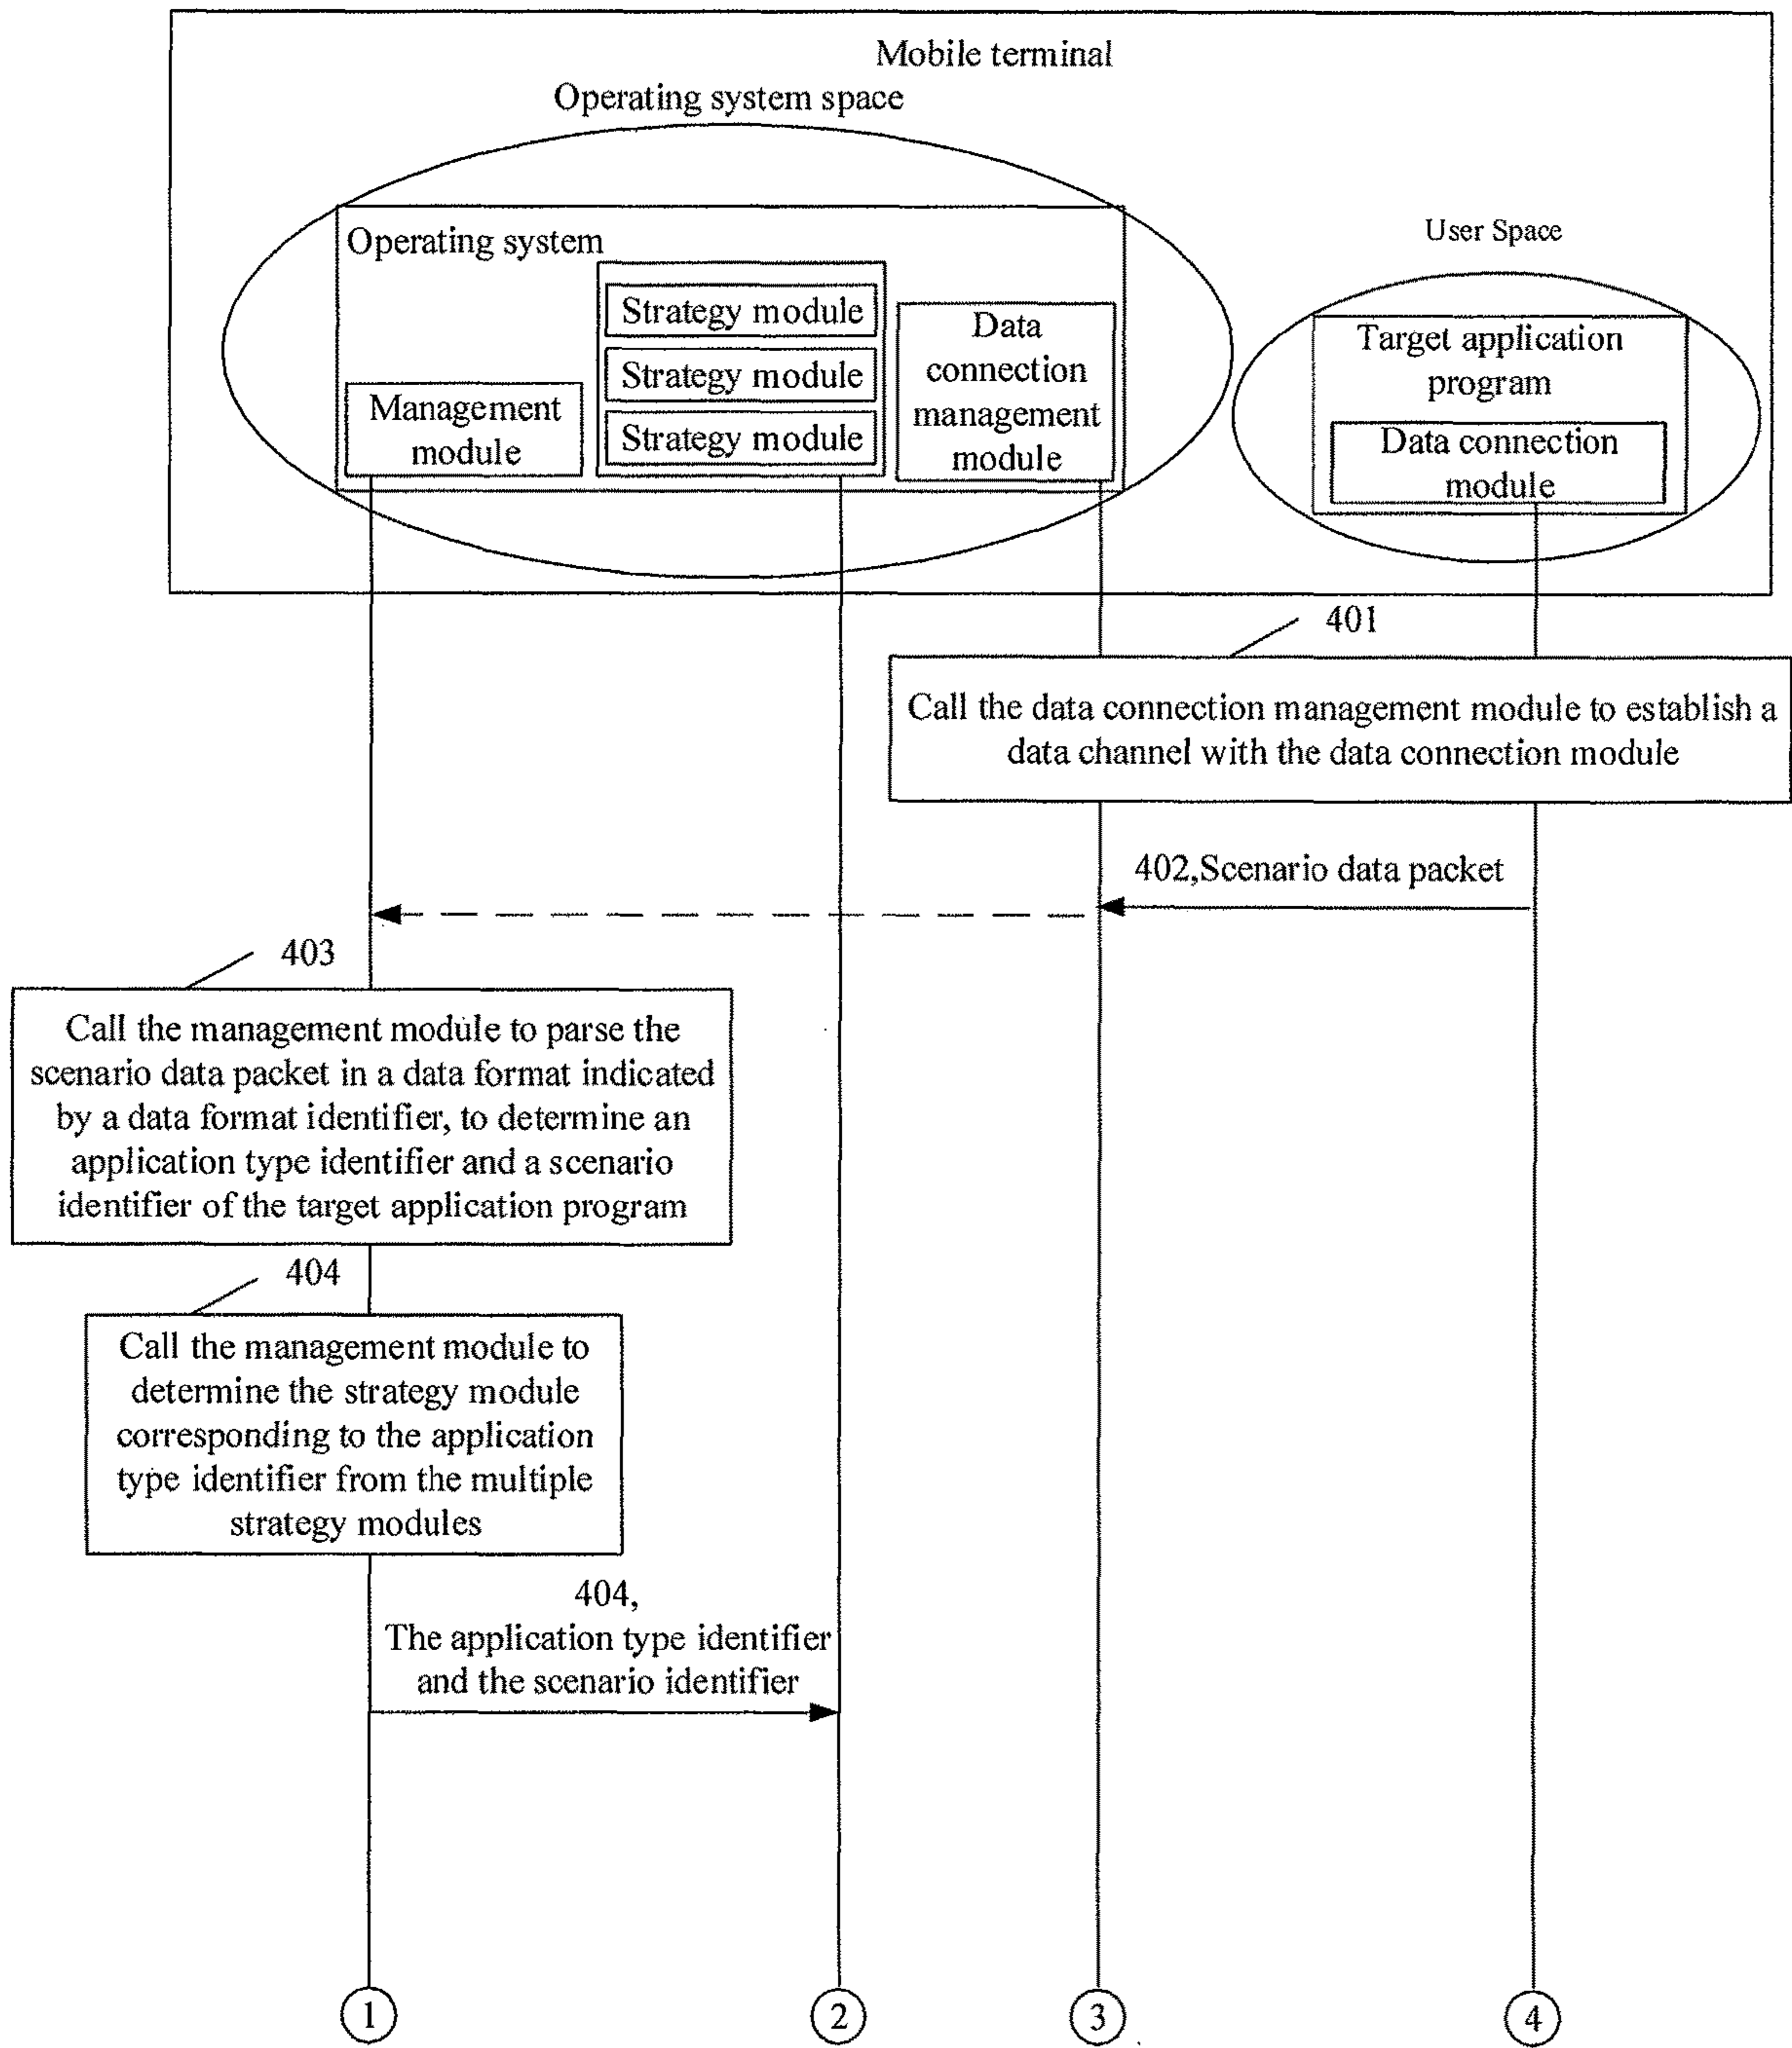 Mobile terminal
Operating system space
Operating system
Strategy module
Strategy module
Strategy module
Management
module
Data
connection
management
module
User Space
Target application
program
Data connection
module
401
Call the data connection management module to establish a
data channel with the data connection module
402,Scenario data packet
403
Call the management module to parse the
scenario data packet in a data format indicated
by a data format identifier, to determine an
application type identifier and a scenario
identifier of the target application program
404
Call the management module to
determine the strategy module
corresponding to the application
type identifier from the multiple
strategy modules
404,
The application type identifier
and the scenario identifier
1
2
3
4